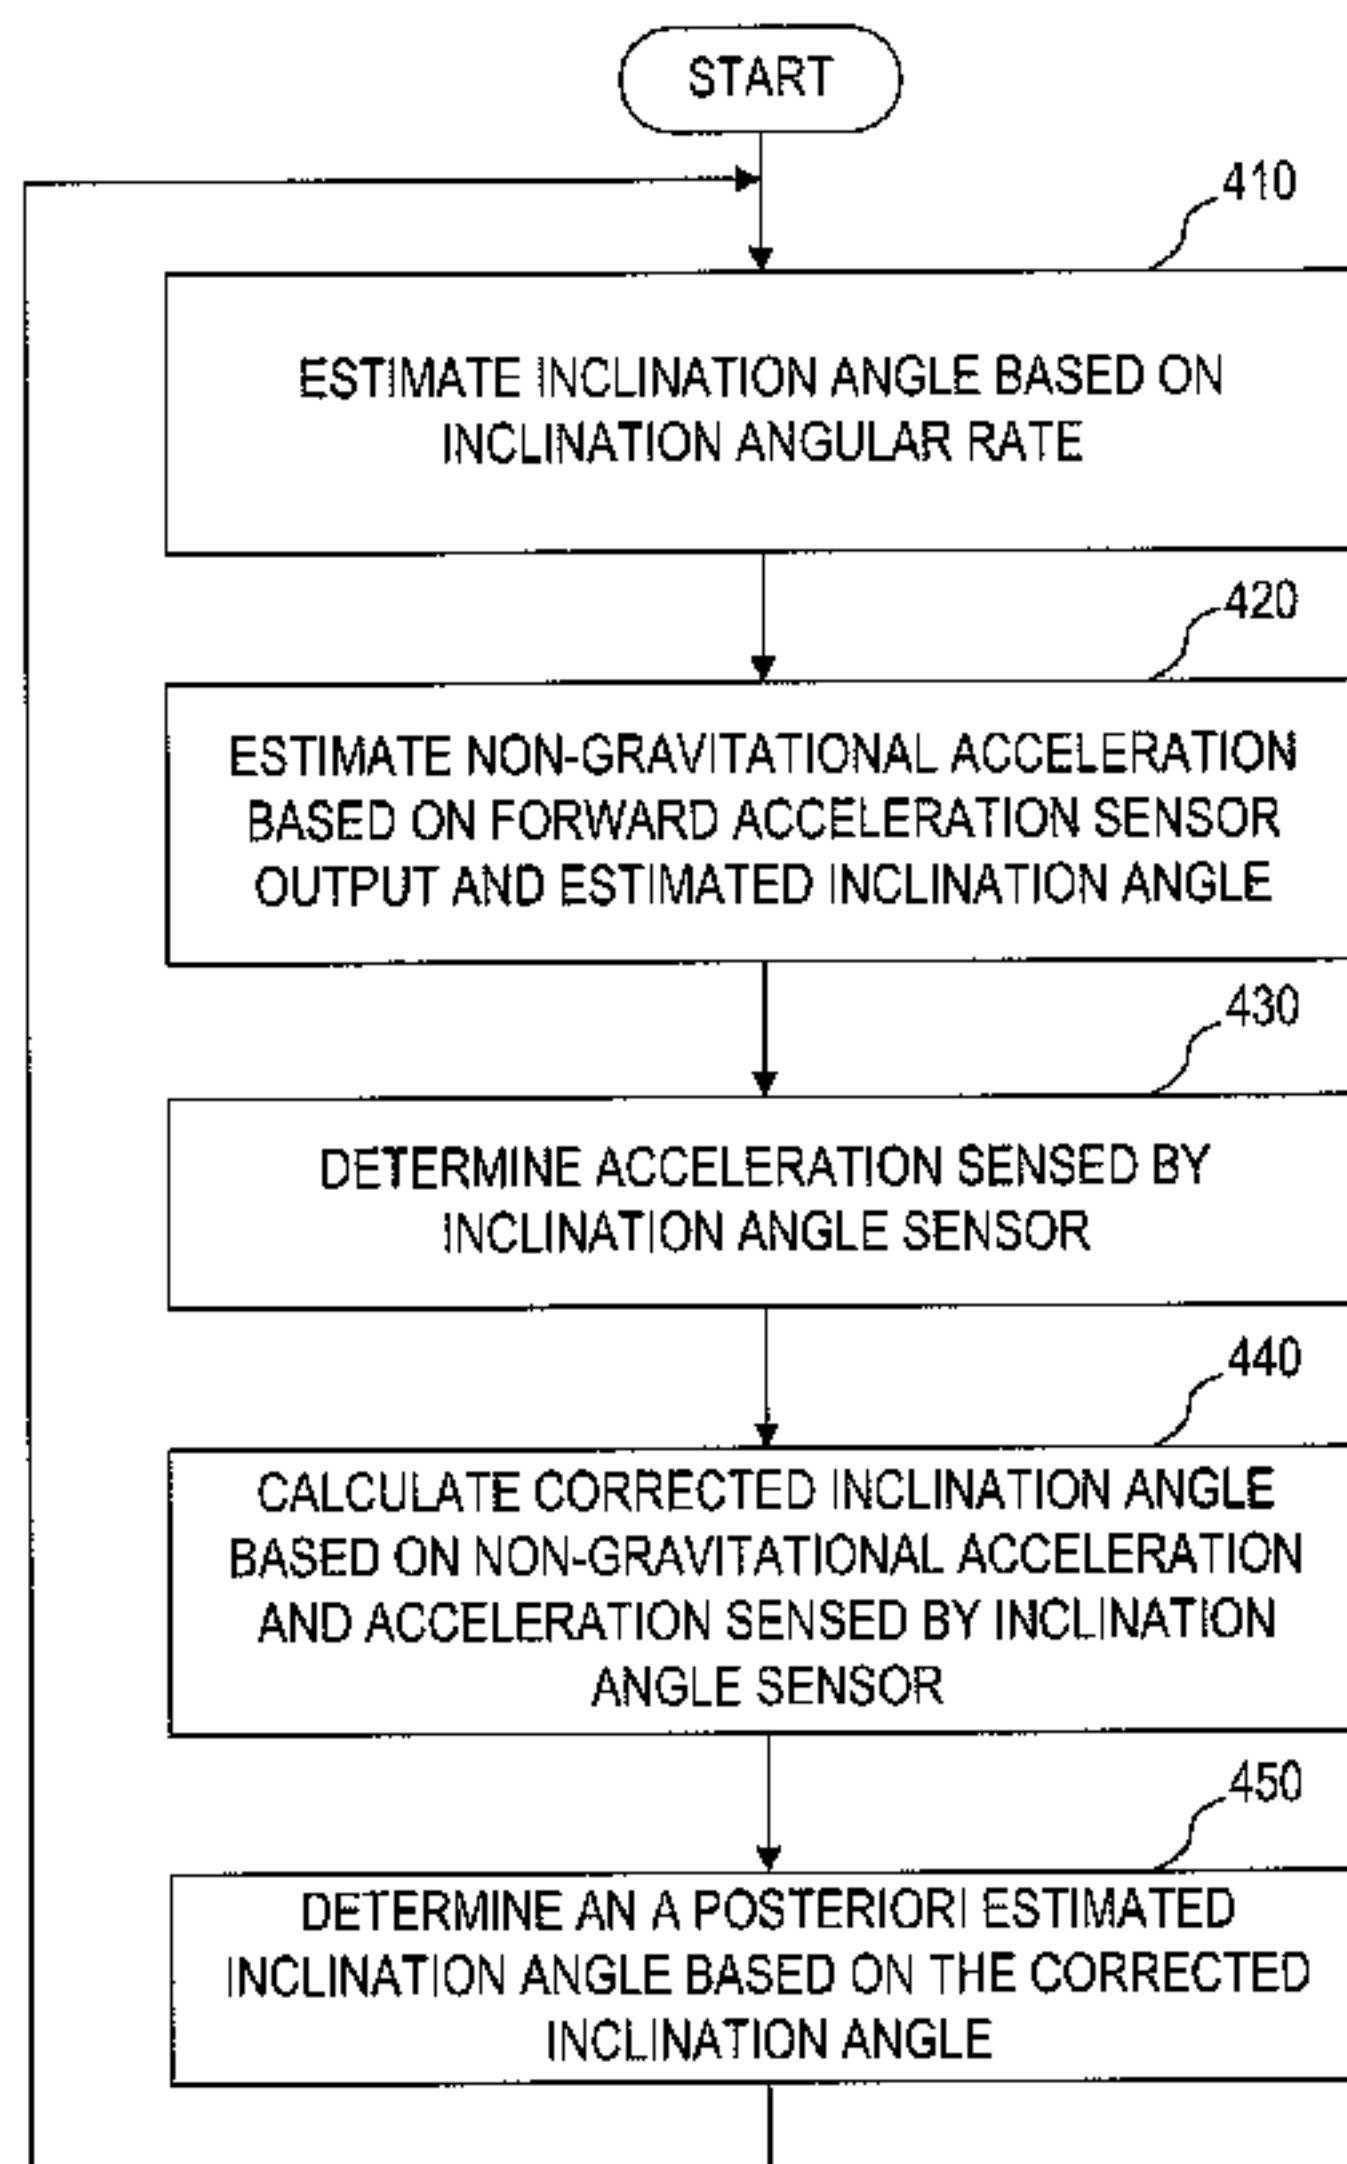 START
410
ESTIMATE INCLINATION ANGLE BASED ON
INCLINATION ANGULAR RATE
420
ESTIMATE NON-GRAVITATIONAL ACCELERATION
BASED ON FORWARD ACCELERATION SENSOR
OUTPUT AND ESTIMATED INCLINATION ANGLE
430
DETERMINE ACCELERATION SENSED BY
INCLINATION ANGLE SENSOR
440
CALCULATE CORRECTED INCLINATION ANGLE
BASED ON NON-GRAVITATIONAL ACCELERATION
AND ACCELERATION SENSED BY INCLINATION
ANGLE SENSOR
450
DETERMINE AN A POSTERIORI ESTIMATED
INCLINATION ANGLE BASED ON THE CORRECTED
INCLINATION ANGLE